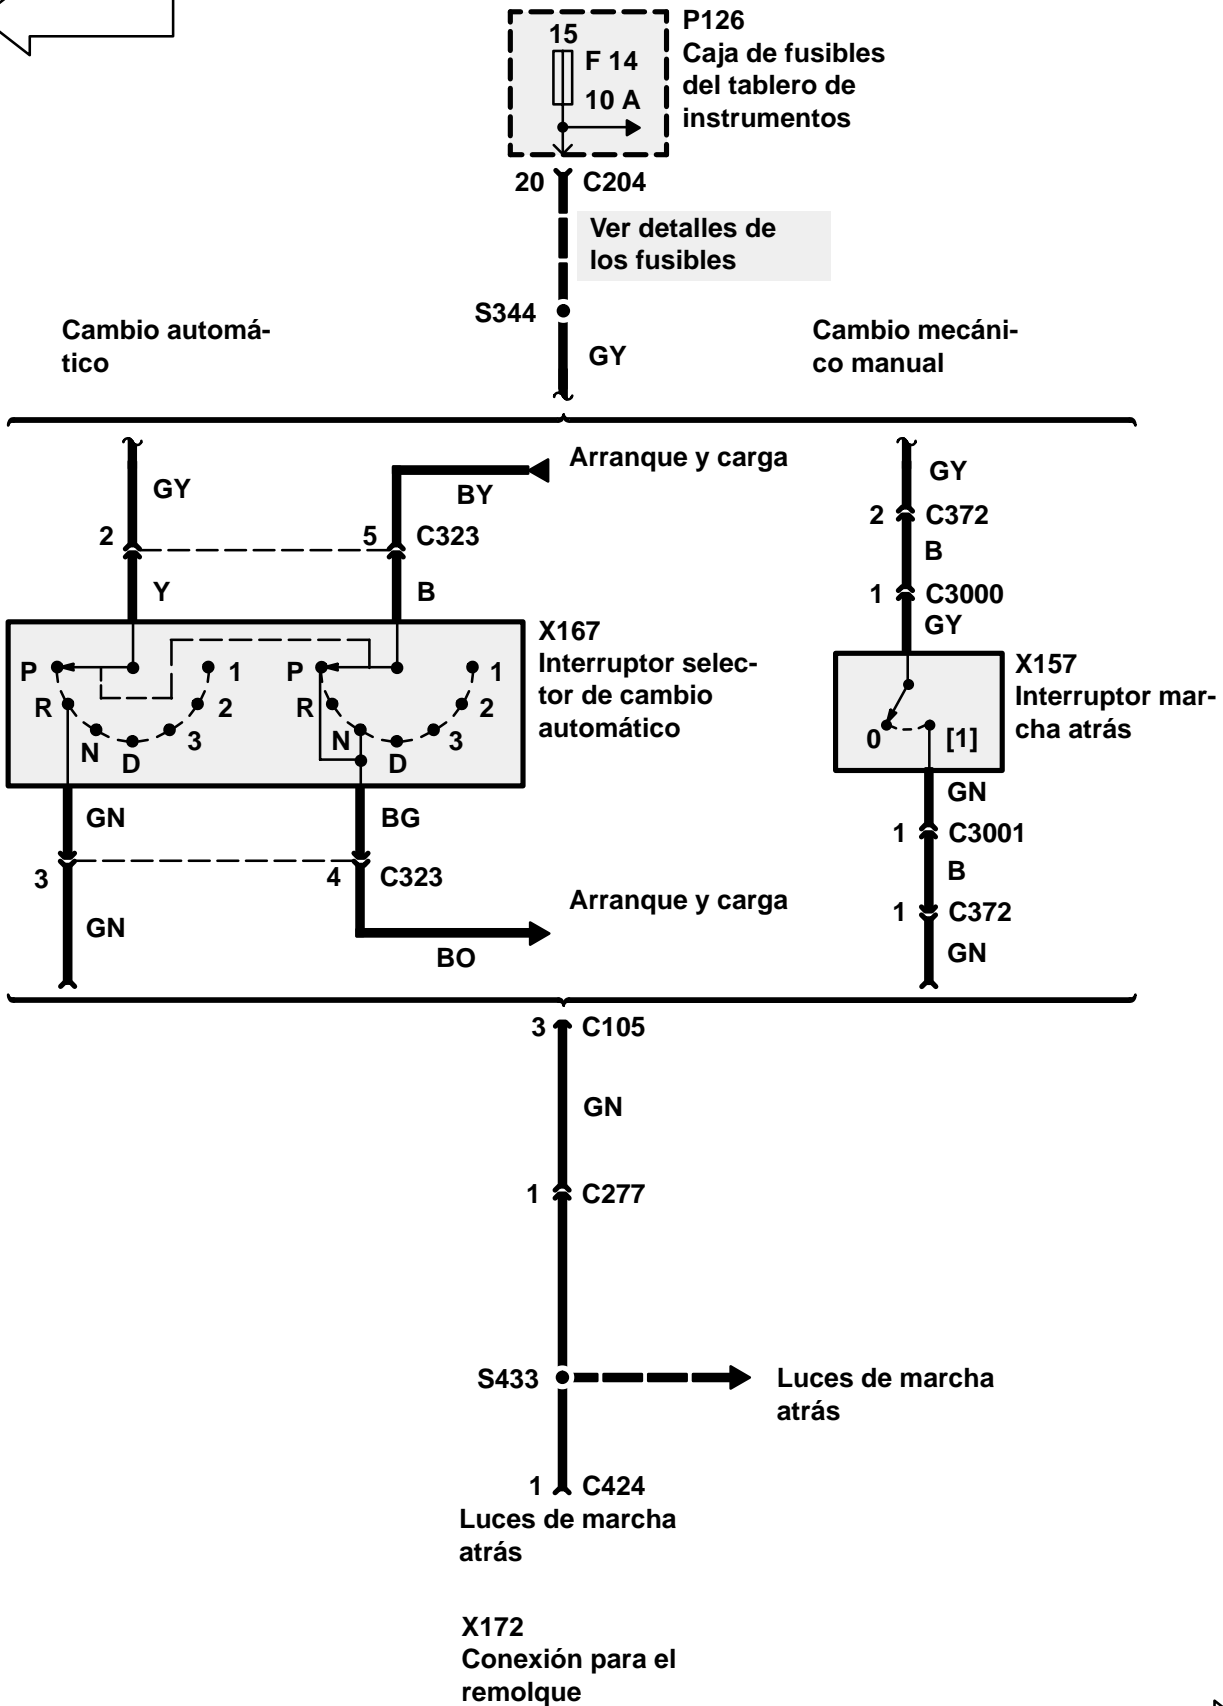 P126
15
Caja de fusibles
F 14
del tablero de
10 A
instrumentos
20 C204
Ver detalles de
los fusibles
S344
Cambio automá-
tico
Cambio mecáni-
co manual
GY
Arranque y carga
GY
BY
GY
2 C372
2
5 C323
B
Y
B
1 C3000
GY
X167
Interruptor selec-
tor de cambio
automático
P 1
R 2
N 3
D
P 1
R 2
N 3
D
X157
Interruptor mar-
cha atrás
0 [1]
GN
BG
GN
1 C3001
3
4 C323
B
Arranque y carga
1 C372
GN
BO
GN
3 C105
GN
1 C277
S433
Luces de marcha
atrás
1 C424
Luces de marcha
atrás
X172
Conexión para el
remolque